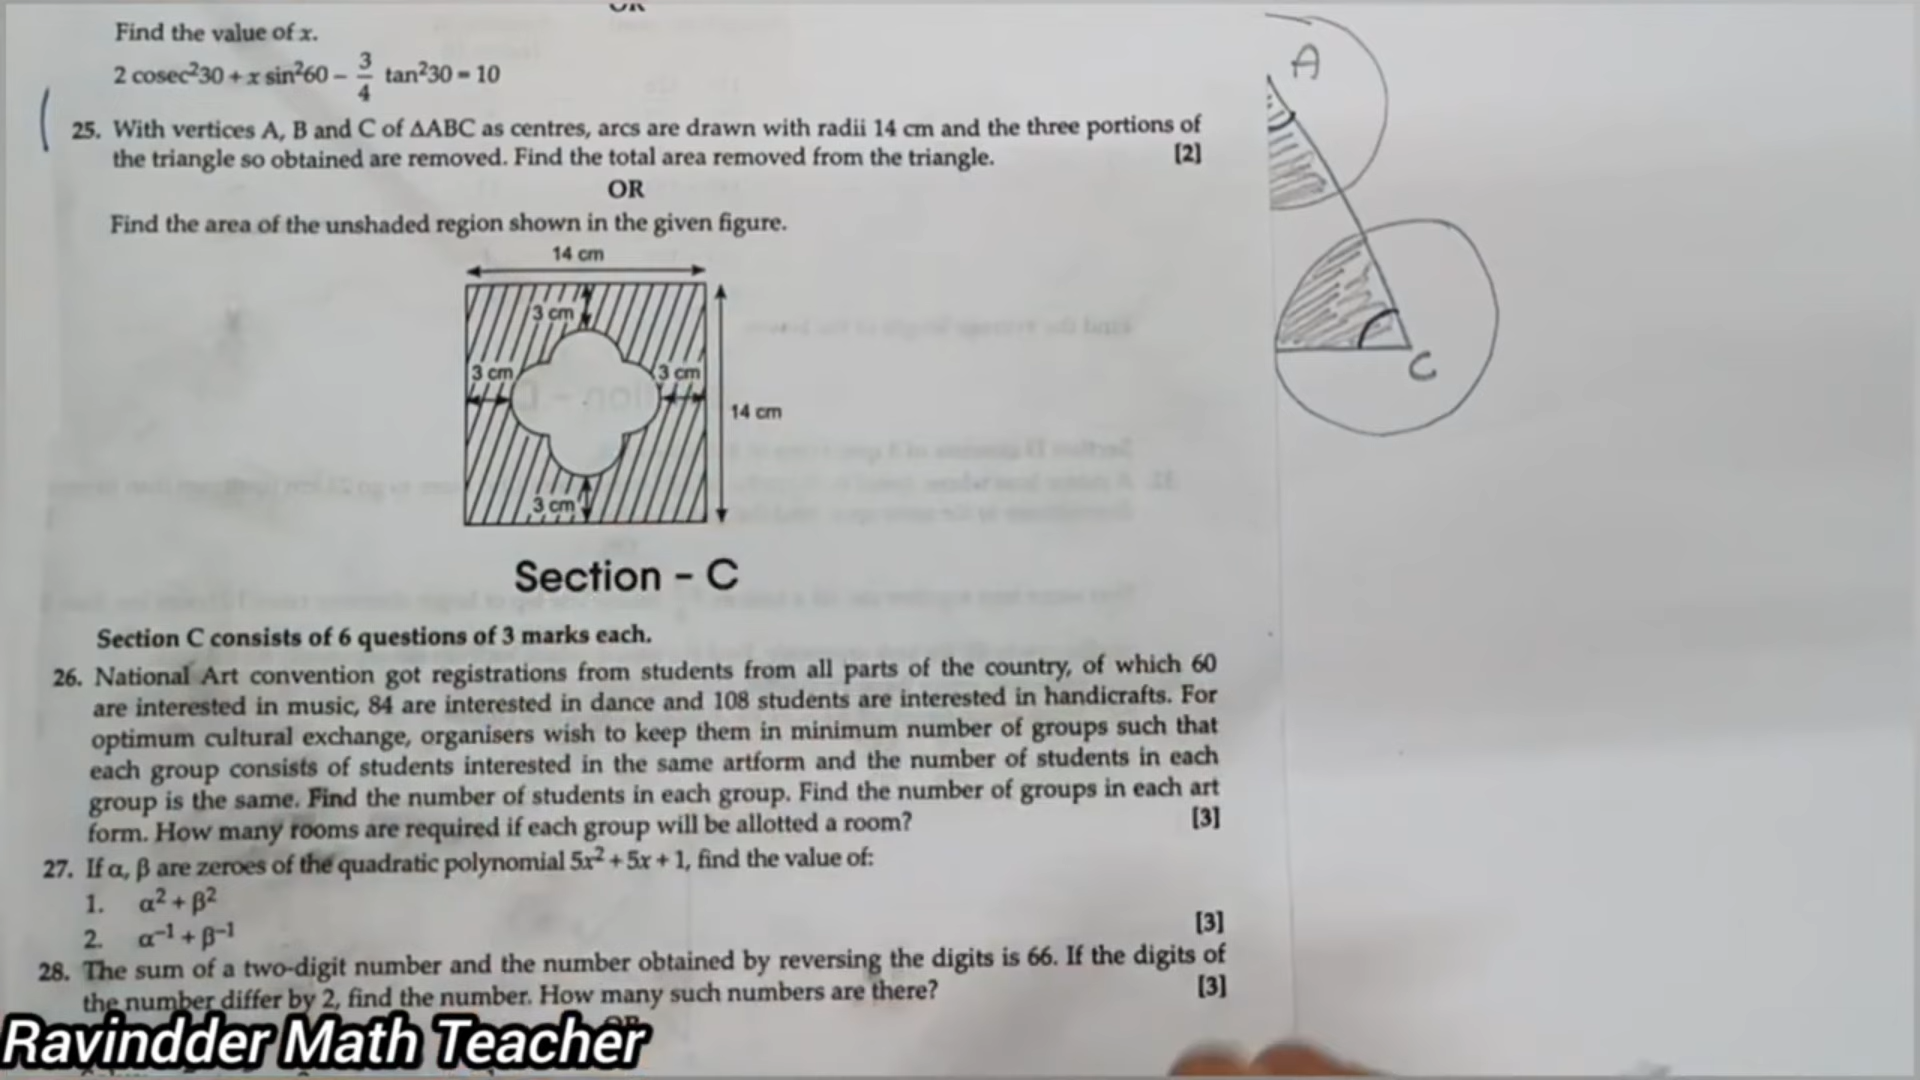 OR
Find the value of x.
2 cosec²30 + x sin²60 – 3/4 tan²30 = 10
25. With vertices A, B and C of ΔABC as centres, arcs are drawn with radii 14 cm and the three portions of
the triangle so obtained are removed. Find the total area removed from the triangle. [2]
OR
Find the area of the unshaded region shown in the given figure.
14 cm
3 cm
3 cm
3 cm
14 cm
3 cm
A
C
Section – C
Section C consists of 6 questions of 3 marks each.
26. National Art convention got registrations from students from all parts of the country, of which 60
are interested in music, 84 are interested in dance and 108 students are interested in handicrafts. For
optimum cultural exchange, organisers wish to keep them in minimum number of groups such that
each group consists of students interested in the same artform and the number of students in each
group is the same. Find the number of students in each group. Find the number of groups in each art
form. How many rooms are required if each group will be allotted a room? [3]
27. If α, β are zeroes of the quadratic polynomial 5x² + 5x + 1, find the value of:
1. α² + β²
2. α⁻¹ + β⁻¹ [3]
28. The sum of a two-digit number and the number obtained by reversing the digits is 66. If the digits of
the number differ by 2, find the number. How many such numbers are there? [3]
OR
Ravindder Math Teacher